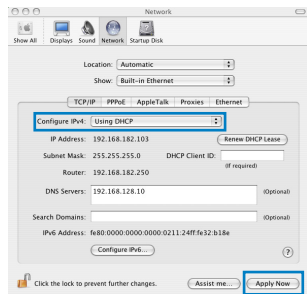 Network
Show All Displays Sound Network Startup Disk
Location: Automatic
Show: Built-in Ethernet
TCP/IP PPPoE AppleTalk Proxies Ethernet
Configure IPv4: Using DHCP
IP Address: 192.168.182.103 Renew DHCP Lease
Subnet Mask: 255.255.255.0 DHCP Client ID:
(If required)
Router: 192.168.182.250
DNS Servers: 192.168.128.10 (Optional)
Search Domains: (Optional)
IPv6 Address: fe80:0000:0000:0000:0211:24ff:fe32:b18e
Configure IPv6... ?
Click the lock to prevent further changes. Assist me... Apply Now